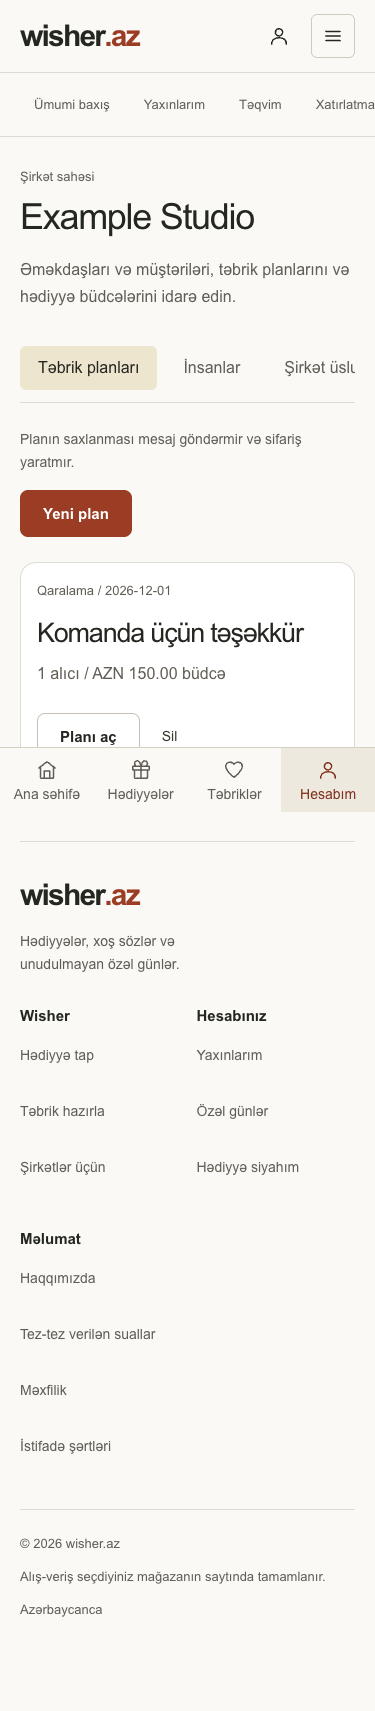 wisher.az
Ümumi baxış
Yaxınlarım
Təqvim
Xatırlatma
Şirkət sahəsi
Example Studio
Əməkdaşları və müştəriləri, təbrik planlarını və
hədiyyə büdcələrini idarə edin.
Təbrik planları
İnsanlar
Şirkət üslu
Planın saxlanması mesaj göndərmir və sifariş
yaratmır.
Yeni plan
Qaralama / 2026-12-01
Komanda üçün təşəkkür
1 alıcı / AZN 150.00 büdcə
Planı aç
Sil
Ana səhifə
Hədiyyələr
Təbriklər
Hesabım
wisher.az
Hədiyyələr, xoş sözlər və
unudulmayan özəl günlər.
Wisher
Hədiyyə tap
Təbrik hazırla
Şirkətlər üçün
Hesabınız
Yaxınlarım
Özəl günlər
Hədiyyə siyahım
Məlumat
Haqqımızda
Tez-tez verilən suallar
Məxfilik
İstifadə şərtləri
© 2026 wisher.az
Alış-veriş seçdiyiniz mağazanın saytında tamamlanır.
Azərbaycanca